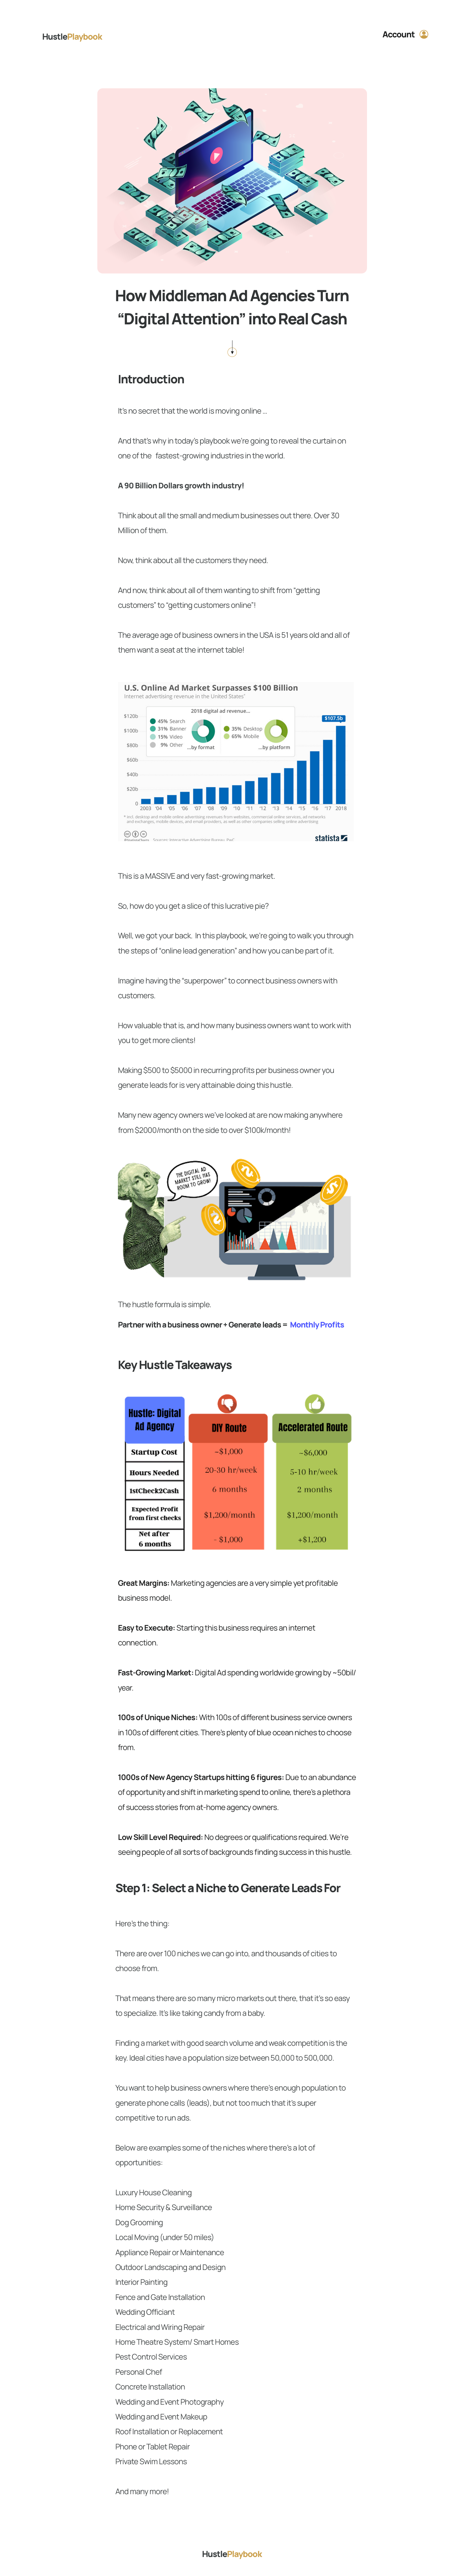 HustlePlaybook
Account
How Middleman Ad Agencies Turn
“Digital Attention” into Real Cash
Introduction
It's no secret that the world is moving online ...
And that's why in today's playbook we're going to reveal the curtain on
one of the fastest-growing industries in the world.
A 90 Billion Dollars growth industry!
Think about all the small and medium businesses out there. Over 30
Million of them.
Now, think about all the customers they need.
And now, think about all of them wanting to shift from “getting
customers” to “getting customers online”!
The average age of business owners in the USA is 51 years old and all of
them want a seat at the internet table!
U.S. Online Ad Market Surpasses $100 Billion
Internet advertising revenue in the United States*
2018 digital ad revenue...
45% Search
31% Banner
15% Video
9% Other
...by format
35% Desktop
65% Mobile
...by platform
$107.5b
$120b
$100b
$80b
$60b
$40b
$20b
0
2003 '04 '05 '06 '07 '08 '09 '10 '11 '12 '13 '14 '15 '16 '17 2018
statista
This is a MASSIVE and very fast-growing market.
So, how do you get a slice of this lucrative pie?
Well, we got your back. In this playbook, we're going to walk you through
the steps of “online lead generation” and how you can be part of it.
Imagine having the “superpower” to connect business owners with
customers.
How valuable that is, and how many business owners want to work with
you to get more clients!
Making $500 to $5000 in recurring profits per business owner you
generate leads for is very attainable doing this hustle.
Many new agency owners we've looked at are now making anywhere
from $2000/month on the side to over $100k/month!
THE DIGITAL AD
MARKET STILL HAS
ROOM TO GROW!
The hustle formula is simple.
Partner with a business owner + Generate leads = Monthly Profits
Key Hustle Takeaways
Hustle: Digital
Ad Agency
DIY Route
Accelerated Route
Startup Cost
~$1,000
~$6,000
Hours Needed
20-30 hr/week
5-10 hr/week
1stCheck2Cash
6 months
2 months
Expected Profit
from first checks
$1,200/month
$1,200/month
Net after
6 months
- $1,000
+$1,200
Great Margins: Marketing agencies are a very simple yet profitable
business model.
Easy to Execute: Starting this business requires an internet
connection.
Fast-Growing Market: Digital Ad spending worldwide growing by ~50bil/
year.
100s of Unique Niches: With 100s of different business service owners
in 100s of different cities. There's plenty of blue ocean niches to choose
from.
1000s of New Agency Startups hitting 6 figures: Due to an abundance
of opportunity and shift in marketing spend to online, there's a plethora
of success stories from at-home agency owners.
Low Skill Level Required: No degrees or qualifications required. We're
seeing people of all sorts of backgrounds finding success in this hustle.
Step 1: Select a Niche to Generate Leads For
Here's the thing:
There are over 100 niches we can go into, and thousands of cities to
choose from.
That means there are so many micro markets out there, that it's so easy
to specialize. It's like taking candy from a baby.
Finding a market with good search volume and weak competition is the
key. Ideal cities have a population size between 50,000 to 500,000.
You want to help business owners where there's enough population to
generate phone calls (leads), but not too much that it's super
competitive to run ads.
Below are examples some of the niches where there's a lot of
opportunities:
Luxury House Cleaning
Home Security & Surveillance
Dog Grooming
Local Moving (under 50 miles)
Appliance Repair or Maintenance
Outdoor Landscaping and Design
Interior Painting
Fence and Gate Installation
Wedding Officiant
Electrical and Wiring Repair
Home Theatre System/ Smart Homes
Pest Control Services
Personal Chef
Concrete Installation
Wedding and Event Photography
Wedding and Event Makeup
Roof Installation or Replacement
Phone or Tablet Repair
Private Swim Lessons
And many more!
HustlePlaybook